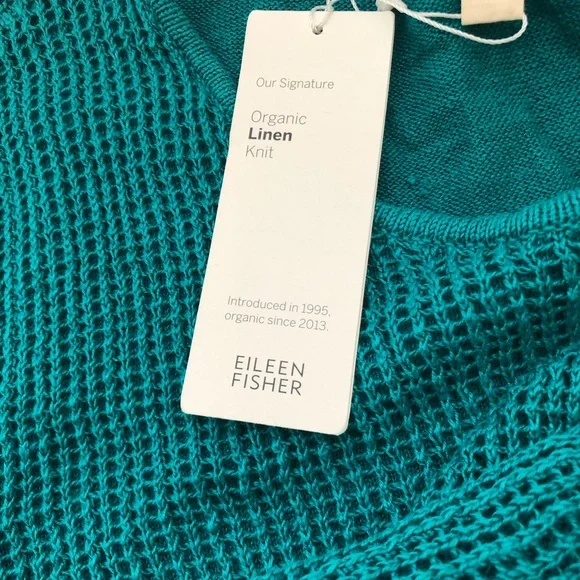 Our Signature
Organic
Linen
Knit
Introduced in 1995,
organic since 2013.
EILEEN
FISHER